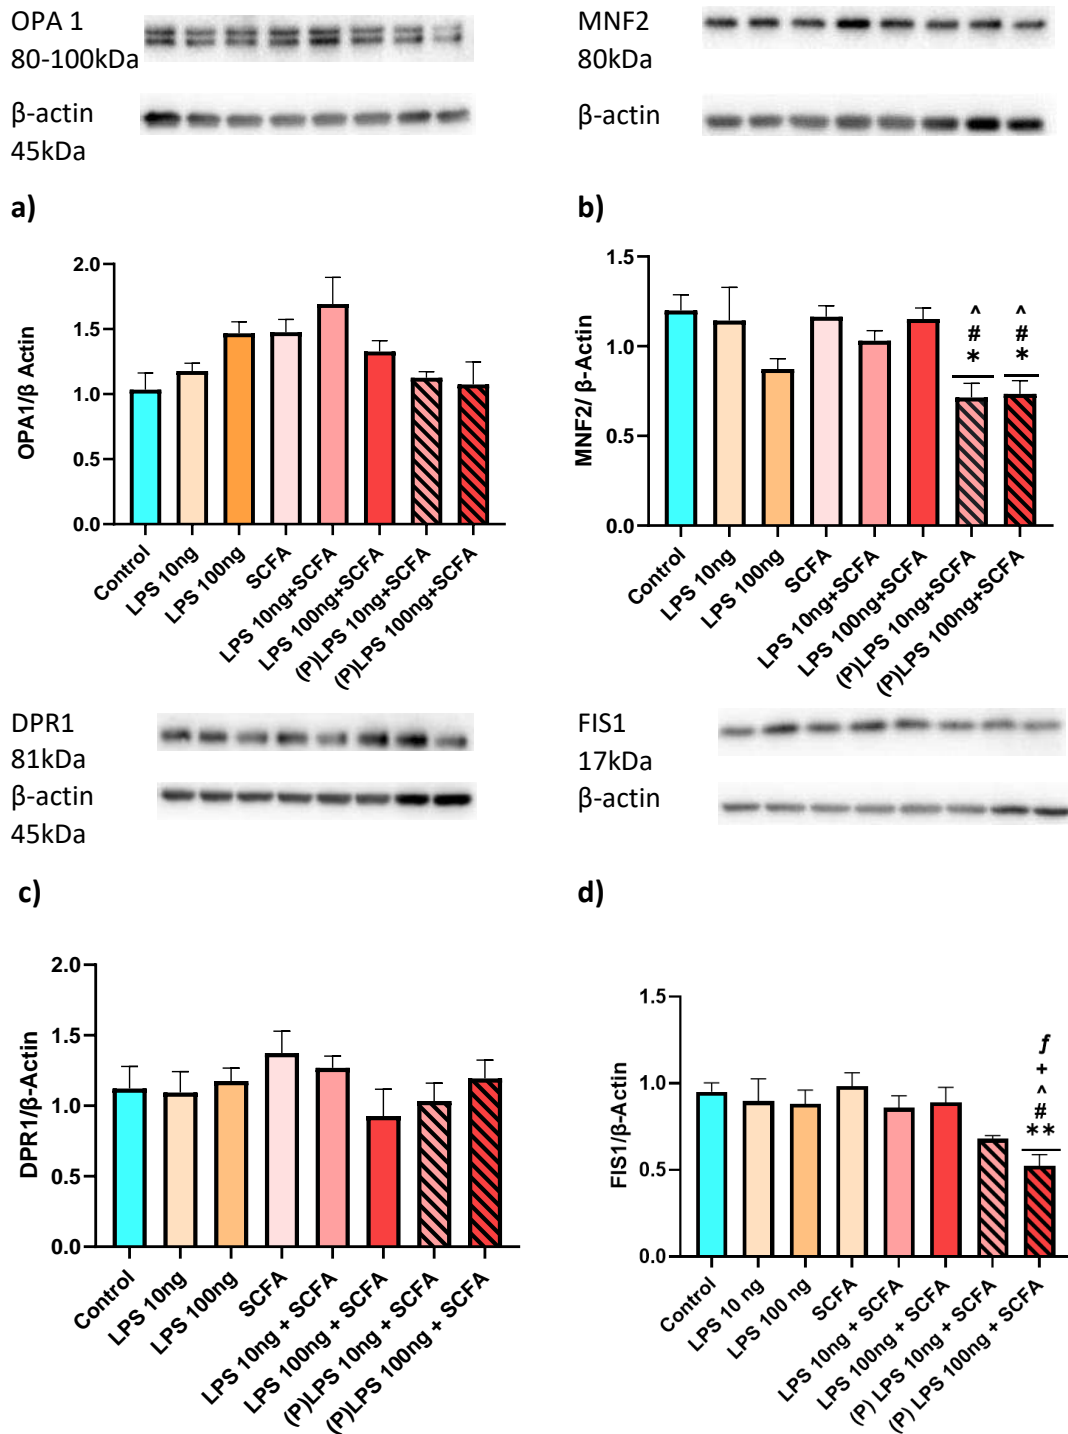 OPA 1
80-100kDa
β-actin
45kDa
MNF2
80kDa
β-actin
a)
2.0
1.5
1.0
0.5
0.0
OPA1/β Actin
Control
LPS 10ng
LPS 100ng
SCFA
LPS 10ng+SCFA
LPS 100ng+SCFA
(P)LPS 10ng+SCFA
(P)LPS 100ng+SCFA
b)
1.5
1.0
0.5
0.0
MNF2/ β-Actin
^
#
*
^
#
*
Control
LPS 10ng
LPS 100ng
SCFA
LPS 10ng+SCFA
LPS 100ng+SCFA
(P)LPS 10ng+SCFA
(P)LPS 100ng+SCFA
DPR1
81kDa
β-actin
45kDa
FIS1
17kDa
β-actin
c)
2.0
1.5
1.0
0.5
0.0
DPR1/β-Actin
Control
LPS 10ng
LPS 100ng
SCFA
LPS 10ng + SCFA
LPS 100ng + SCFA
(P)LPS 10ng + SCFA
(P)LPS 100ng + SCFA
d)
1.5
1.0
0.5
0.0
FIS1/β-Actin
ƒ
+
^
#
**
Control
LPS 10 ng
LPS 100 ng
SCFA
LPS 10ng + SCFA
LPS 100ng + SCFA
(P) LPS 10ng + SCFA
(P) LPS 100ng + SCFA